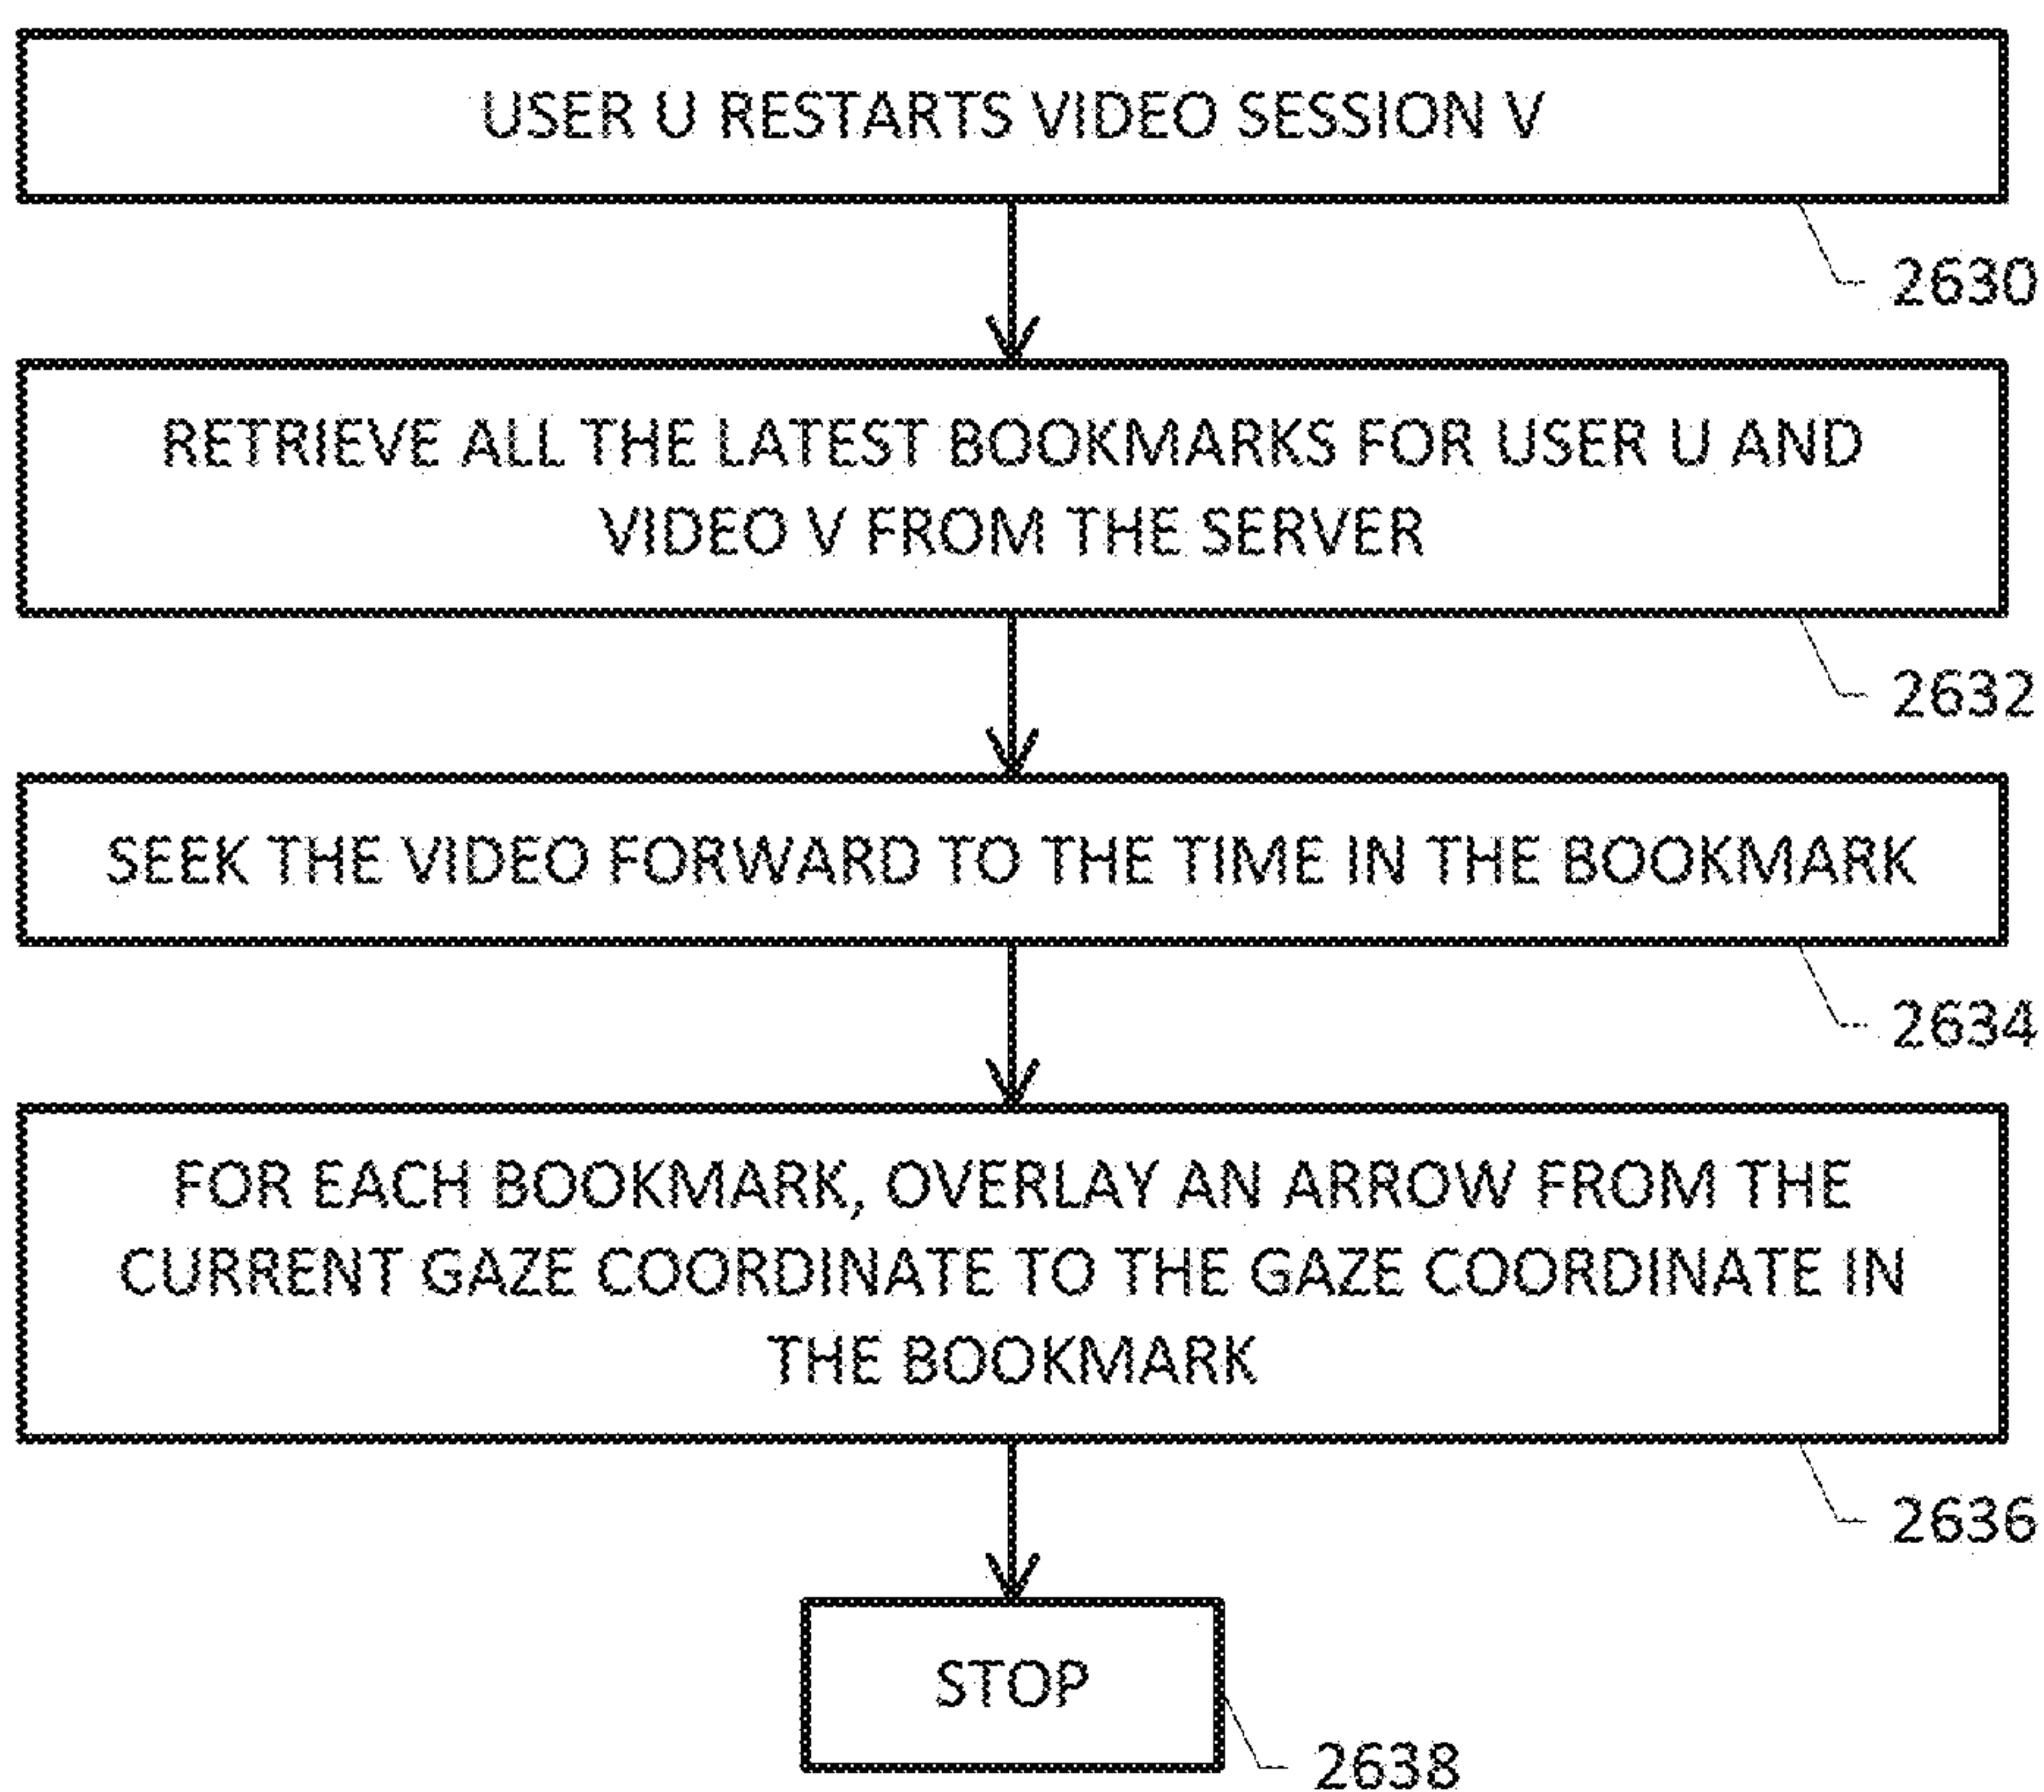 USER U RESTARTS VIDEO SESSION V
2630
RETRIEVE ALL THE LATEST BOOKMARKS FOR USER U AND
VIDEO V FROM THE SERVER
2632
SEEK THE VIDEO FORWARD TO THE TIME IN THE BOOKMARK
2634
FOR EACH BOOKMARK, OVERLAY AN ARROW FROM THE
CURRENT GAZE COORDINATE TO THE GAZE COORDINATE IN
THE BOOKMARK
2636
STOP
2638